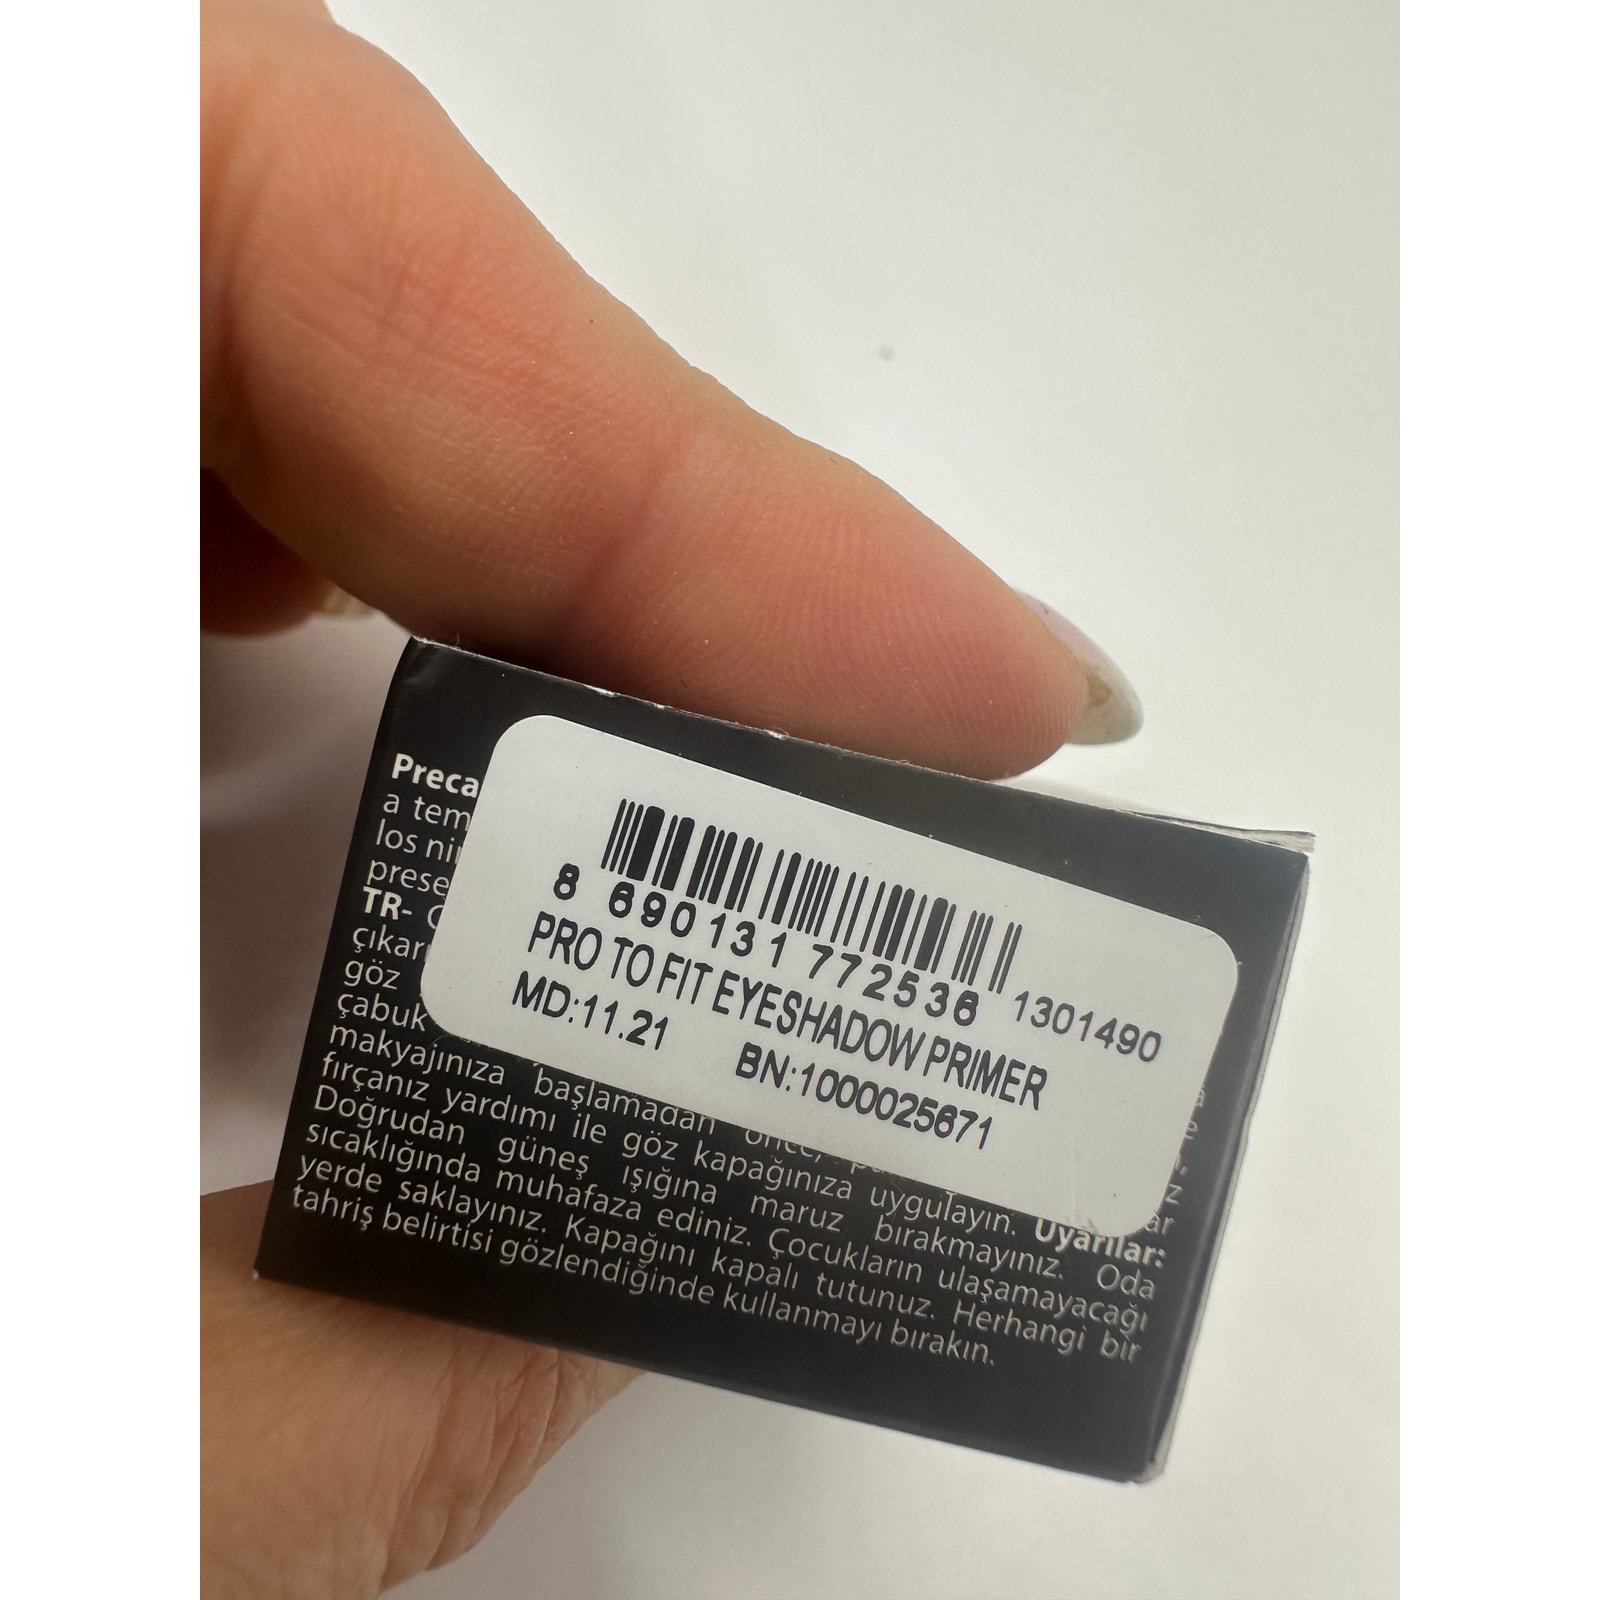 Preca
a tem
los ni
prese
TR-
çıkar
göz
çabuk
makyajınıza başlamadan önce,
fırçanız yardımı ile göz kapağınıza uygulayın. Uyarılar:
Doğrudan güneş ışığına maruz bırakmayınız. Oda
sıcaklığında muhafaza ediniz. Çocukların ulaşamayacağı
yerde saklayınız. Kapağını kapalı tutunuz. Herhangi bir
tahriş belirtisi gözlendiğinde kullanmayı bırakın.
8 690131 772536 1301490
PRO TO FIT EYESHADOW PRIMER
MD:11.21 BN:1000025671